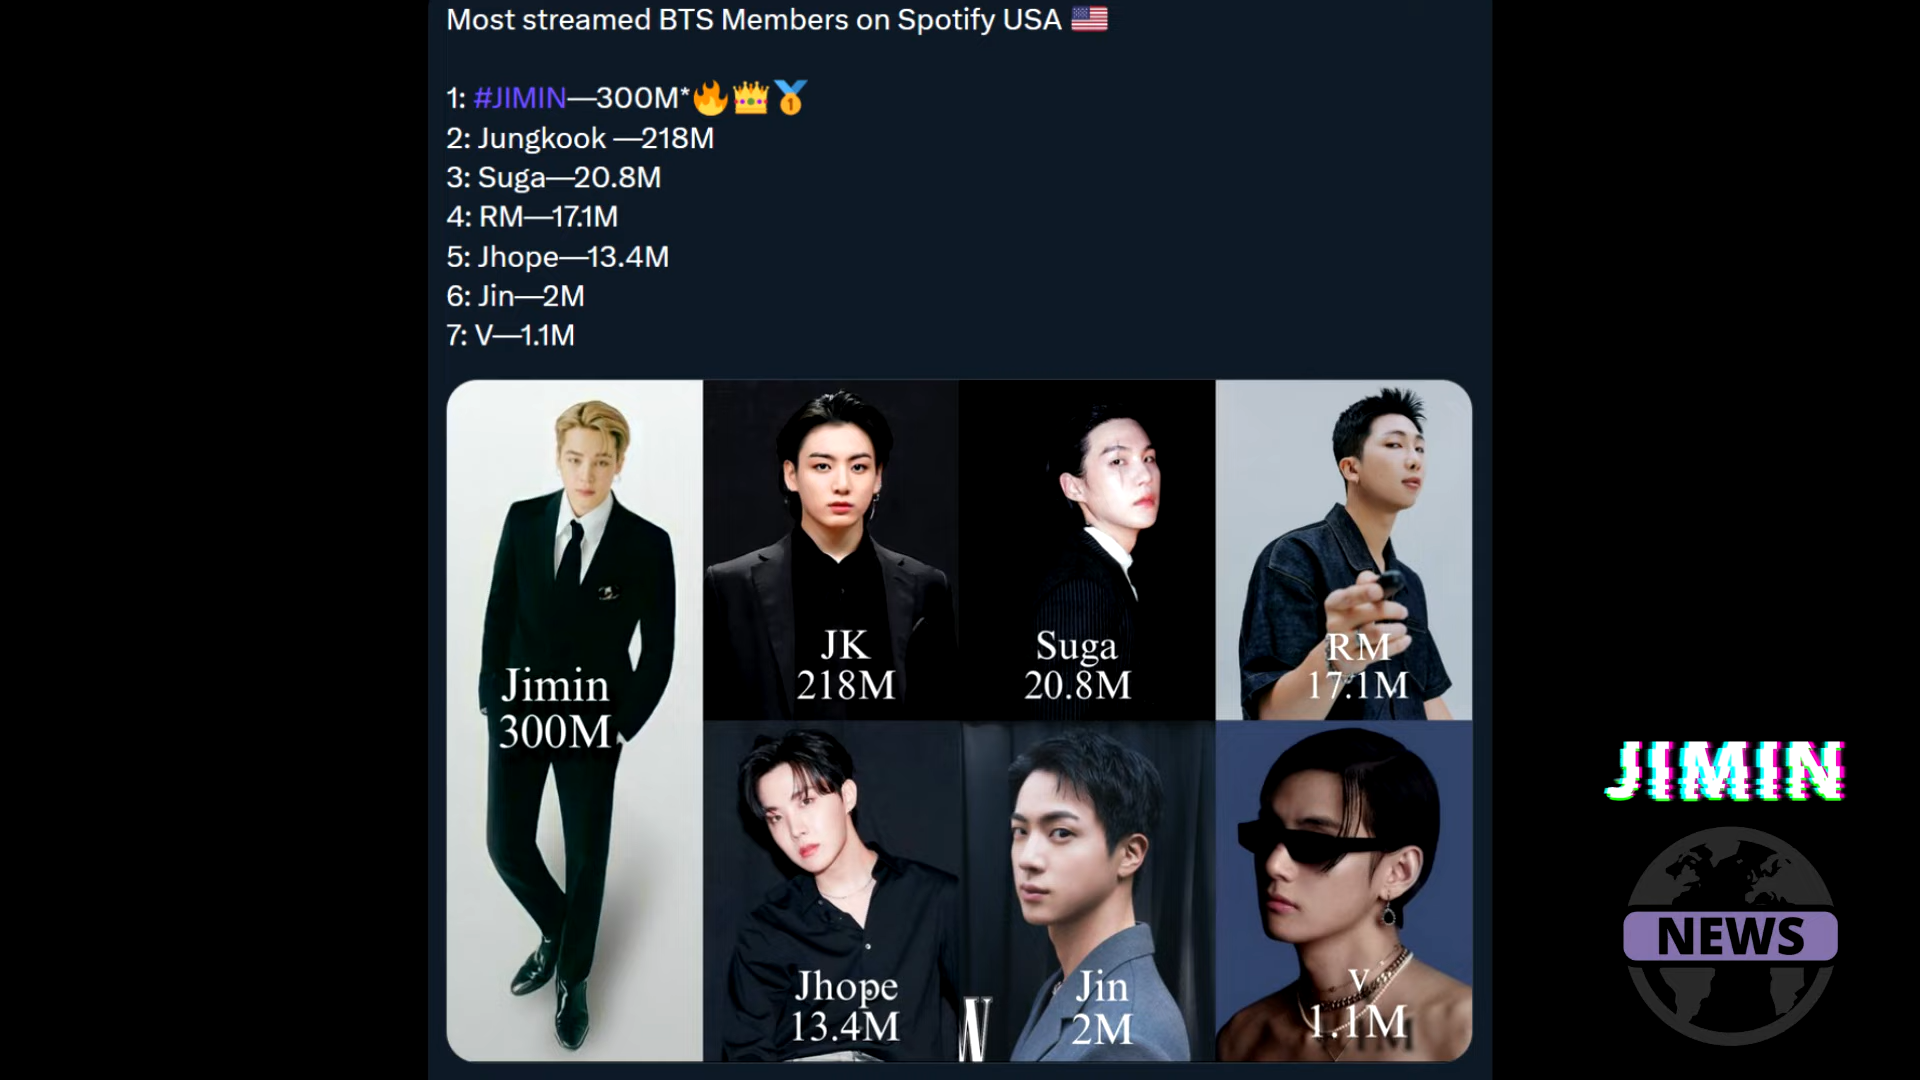 Most streamed BTS Members on Spotify USA 🇺🇸
1: #JIMIN—300M*🔥👑🥇
2: Jungkook —218M
3: Suga—20.8M
4: RM—17.1M
5: Jhope—13.4M
6: Jin—2M
7: V—1.1M
Jimin
300M
JK
218M
Suga
20.8M
RM
17.1M
Jhope
13.4M
Jin
2M
V
1.1M
JIMIN
NEWS